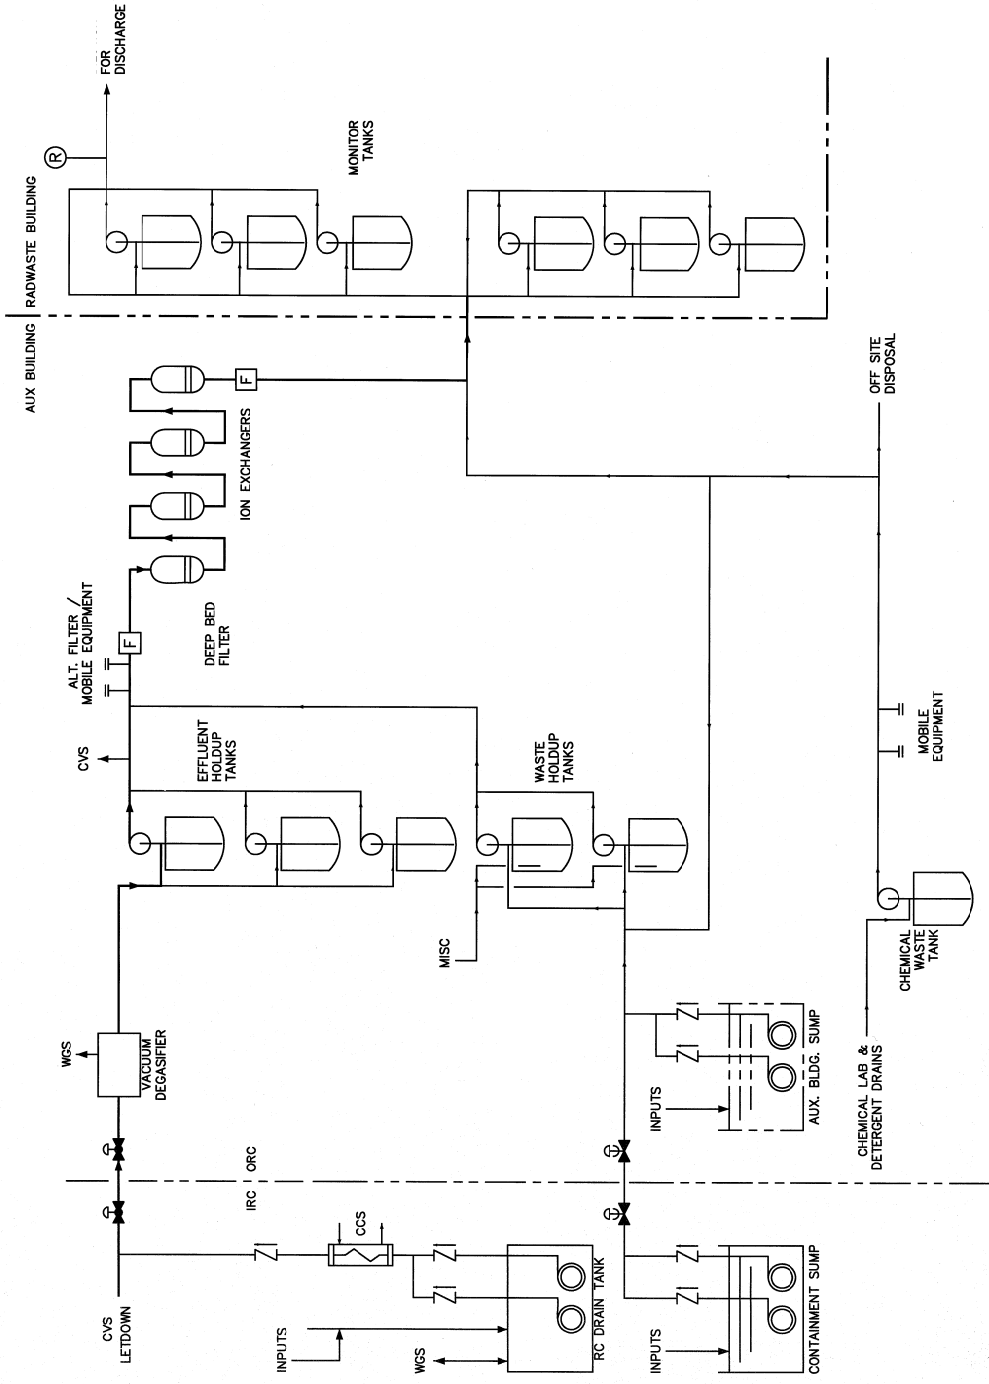 FOR
DISCHARGE
R
MONITOR
TANKS
RADWASTE BUILDING
AUX BUILDING
OFF SITE
DISPOSAL
F
ION EXCHANGERS
ALT. FILTER /
MOBILE EQUIPMENT
F
DEEP BED
FILTER
CVS
EFFLUENT
HOLDUP
TANKS
WASTE
HOLDUP
TANKS
MOBILE
EQUIPMENT
MISC
CHEMICAL
WASTE
TANK
WGS
VACUUM
DEGASIFIER
AUX. BLDG. SUMP
INPUTS
CHEMICAL LAB &
DETERGENT DRAINS
ORC
IRC
CCS
CVS
LETDOWN
INPUTS
WGS
RC DRAIN TANK
INPUTS
CONTAINMENT SUMP